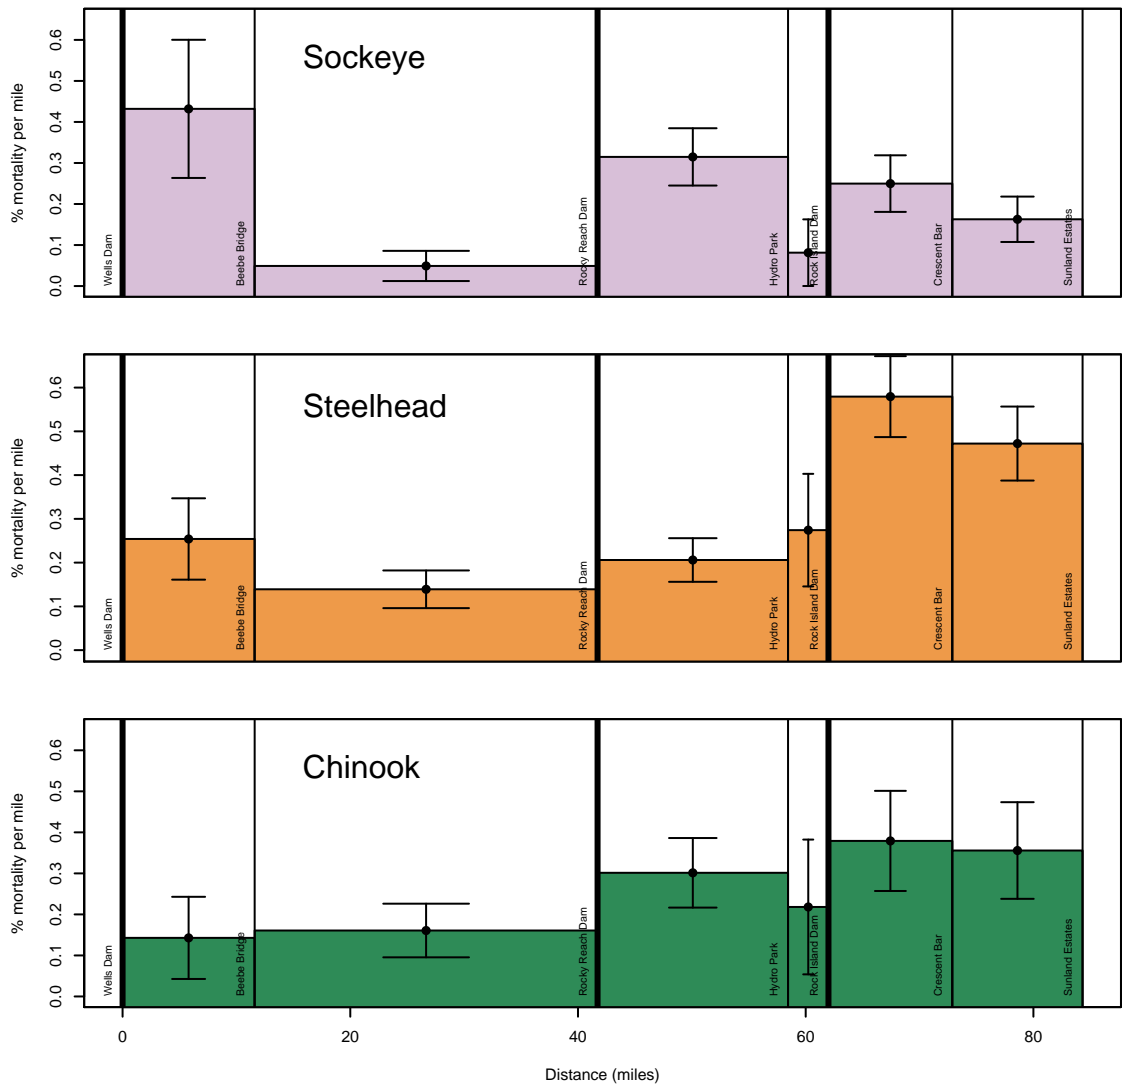 Sockeye
% mortality per mile
0.0
0.1
0.2
0.3
0.4
0.5
0.6
Wells Dam
Beebe Bridge
Rocky Reach Dam
Hydro Park
Rock Island Dam
Crescent Bar
Sunland Estates
Steelhead
% mortality per mile
0.0
0.1
0.2
0.3
0.4
0.5
0.6
Wells Dam
Beebe Bridge
Rocky Reach Dam
Hydro Park
Rock Island Dam
Crescent Bar
Sunland Estates
Chinook
% mortality per mile
0.0
0.1
0.2
0.3
0.4
0.5
0.6
Wells Dam
Beebe Bridge
Rocky Reach Dam
Hydro Park
Rock Island Dam
Crescent Bar
Sunland Estates
0 20 40 60 80
Distance (miles)